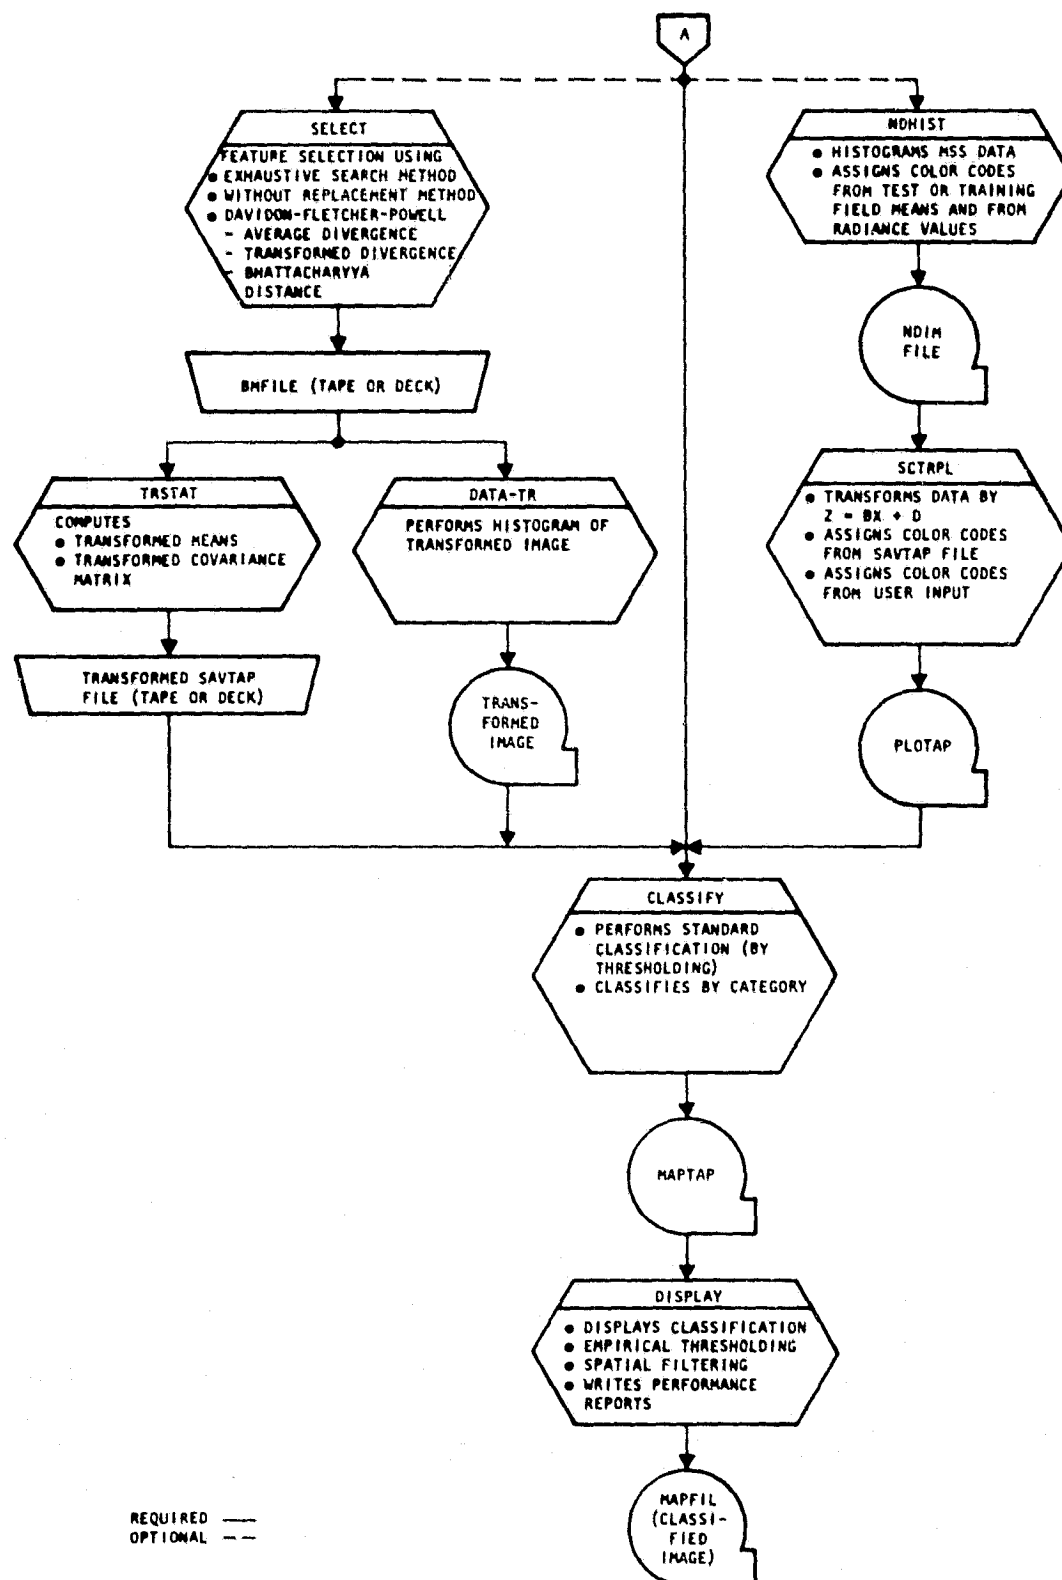 A
SELECT
FEATURE SELECTION USING
● EXHAUSTIVE SEARCH METHOD
● WITHOUT REPLACEMENT METHOD
● DAVIDON-FLETCHER-POWELL
- AVERAGE DIVERGENCE
- TRANSFORMED DIVERGENCE
- BHATTACHARYYA
DISTANCE
NDHIST
● HISTOGRAMS MSS DATA
● ASSIGNS COLOR CODES
FROM TEST OR TRAINING
FIELD MEANS AND FROM
RADIANCE VALUES
BMFILE (TAPE OR DECK)
NDIM
FILE
TRSTAT
COMPUTES
● TRANSFORMED MEANS
● TRANSFORMED COVARIANCE
MATRIX
DATA-TR
PERFORMS HISTOGRAM OF
TRANSFORMED IMAGE
SCTRPL
● TRANSFORMS DATA BY
Z = BX + D
● ASSIGNS COLOR CODES
FROM SAVTAP FILE
● ASSIGNS COLOR CODES
FROM USER INPUT
TRANSFORMED SAVTAP
FILE (TAPE OR DECK)
TRANS-
FORMED
IMAGE
PLOTAP
CLASSIFY
● PERFORMS STANDARD
CLASSIFICATION (BY
THRESHOLDING)
● CLASSIFIES BY CATEGORY
MAPTAP
DISPLAY
● DISPLAYS CLASSIFICATION
● EMPIRICAL THRESHOLDING
● SPATIAL FILTERING
● WRITES PERFORMANCE
REPORTS
MAPFIL
(CLASSI-
FIED
IMAGE)
REQUIRED —
OPTIONAL – –